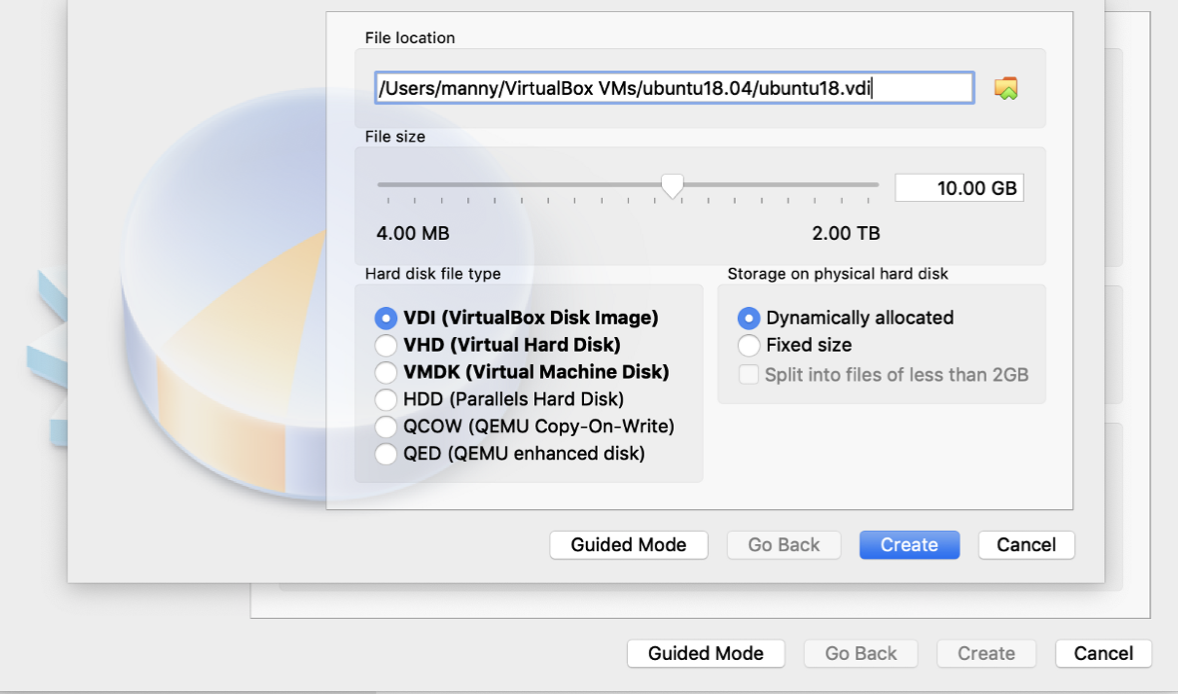 File location
/Users/manny/VirtualBox VMs/ubuntu18.04/ubuntu18.vdi
File size
10.00 GB
4.00 MB 2.00 TB
Hard disk file type
VDI (VirtualBox Disk Image)
VHD (Virtual Hard Disk)
VMDK (Virtual Machine Disk)
HDD (Parallels Hard Disk)
QCOW (QEMU Copy-On-Write)
QED (QEMU enhanced disk)
Storage on physical hard disk
Dynamically allocated
Fixed size
Split into files of less than 2GB
Guided Mode Go Back Create Cancel
Guided Mode Go Back Create Cancel